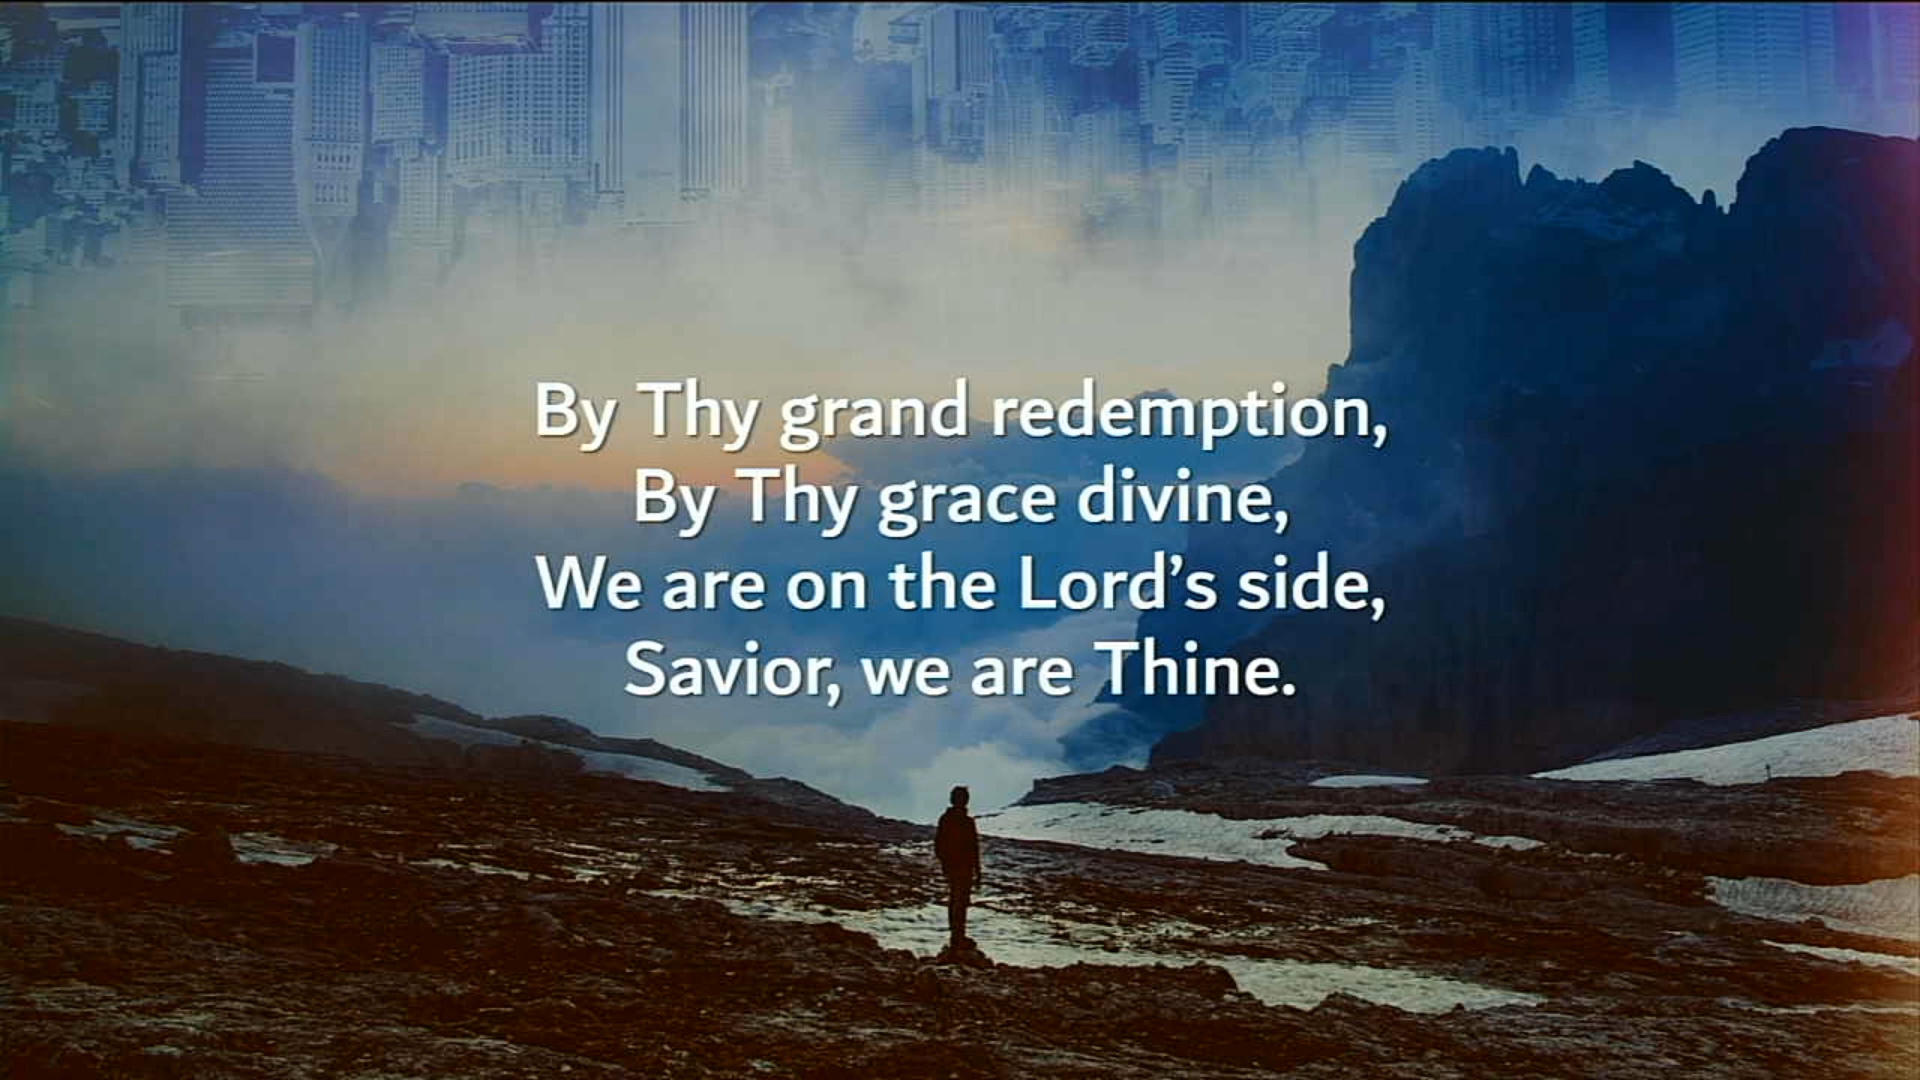 By Thy grand redemption,
By Thy grace divine,
We are on the Lord’s side,
Savior, we are Thine.